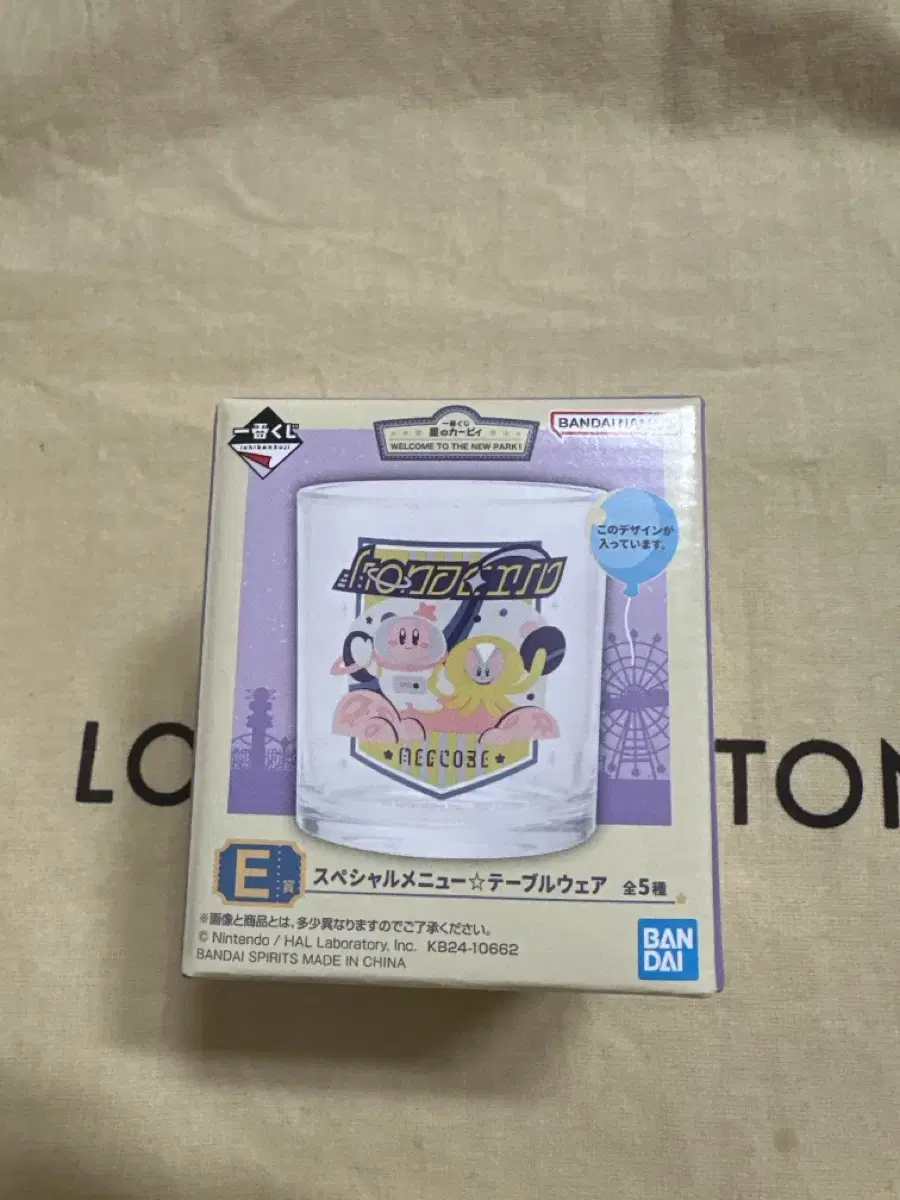 一番くじ
ichibanKuji
一番くじ
星のカービィ
WELCOME TO THE NEW PARK!
BANDAI NAM
このデザインが
入っています。
LO
TON
E賞
スペシャルメニュー☆テーブルウェア 全5種
※画像と商品とは、多少異なりますのでご了承ください。
© Nintendo / HAL Laboratory, Inc. KB24-10662
BANDAI SPIRITS MADE IN CHINA
BAN
DAI